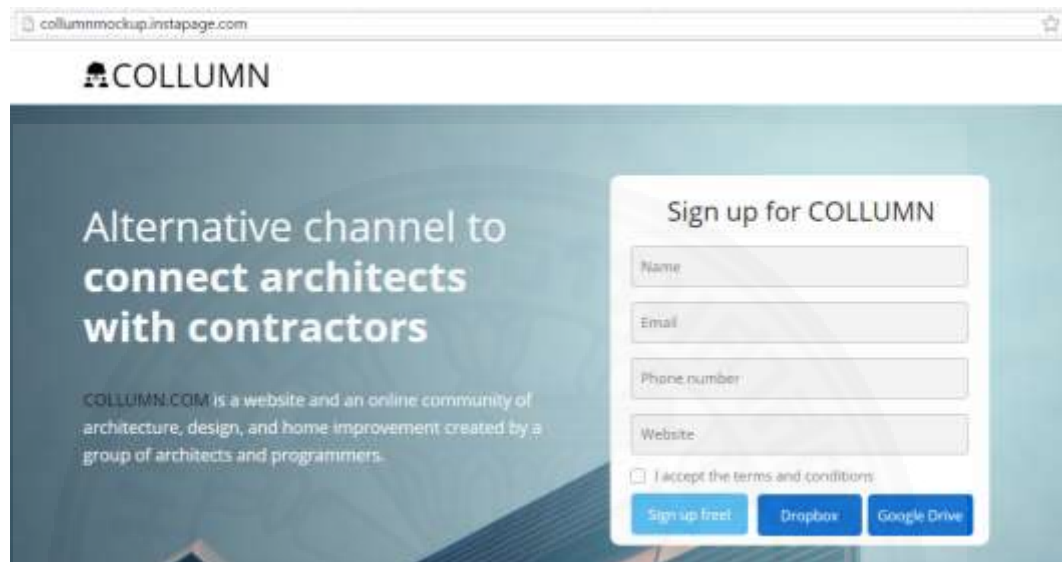 collumnmockup.instapage.com
COLLUMN
Alternative channel to
connect architects
with contractors
COLLUMN.COM is a website and an online community of
architecture, design, and home improvement created by a
group of architects and programmers.
Sign up for COLLUMN
Name
Email
Phone number
Website
I accept the terms and conditions
Sign up free! Dropbox Google Drive